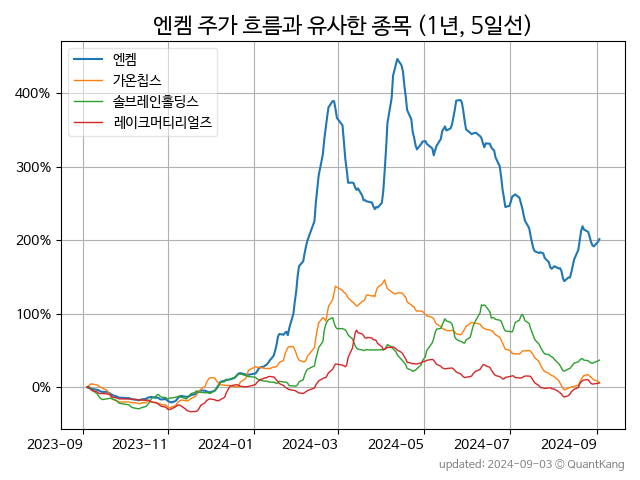 엔켐 주가 흐름과 유사한 종목 (1년, 5일선)
엔켐
가온칩스
솔브레인홀딩스
레이크머티리얼즈
400%
300%
200%
100%
0%
2023-09 2023-11 2024-01 2024-03 2024-05 2024-07 2024-09
updated: 2024-09-03 © QuantKang